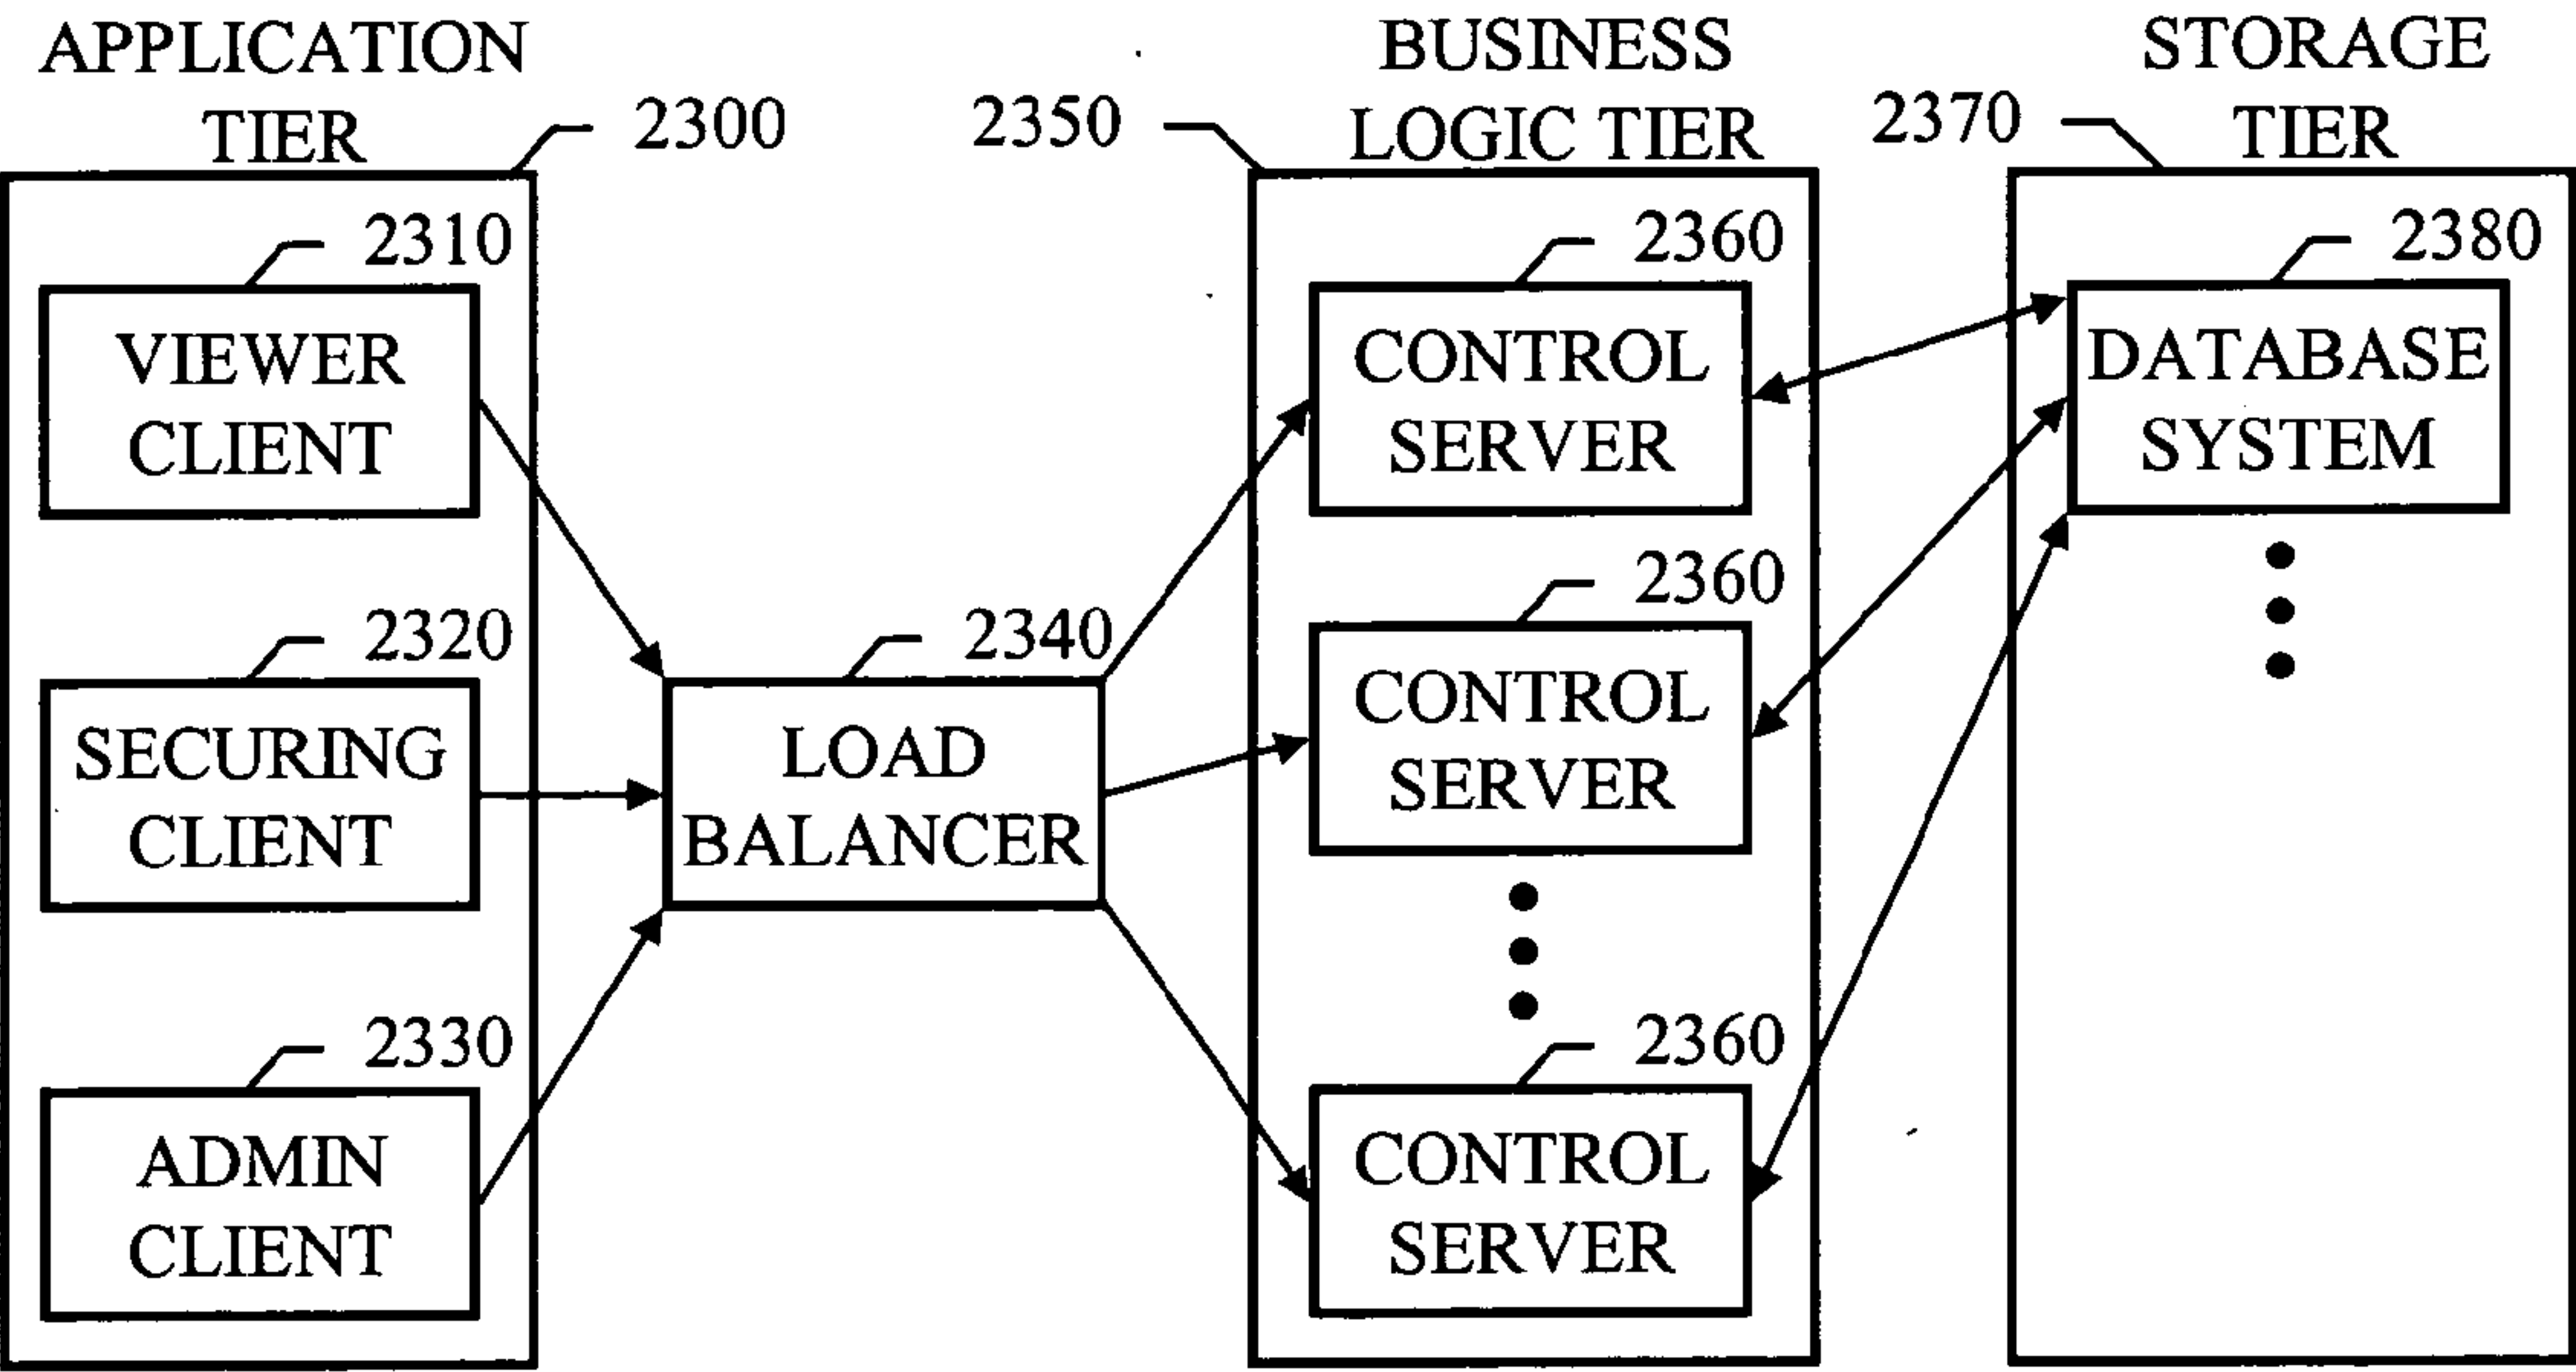 APPLICATION
TIER
2300
2310
VIEWER
CLIENT
2320
SECURING
CLIENT
2330
ADMIN
CLIENT
2340
LOAD
BALANCER
BUSINESS
LOGIC TIER
2350
2360
CONTROL
SERVER
2360
CONTROL
SERVER
2360
CONTROL
SERVER
STORAGE
TIER
2370
2380
DATABASE
SYSTEM